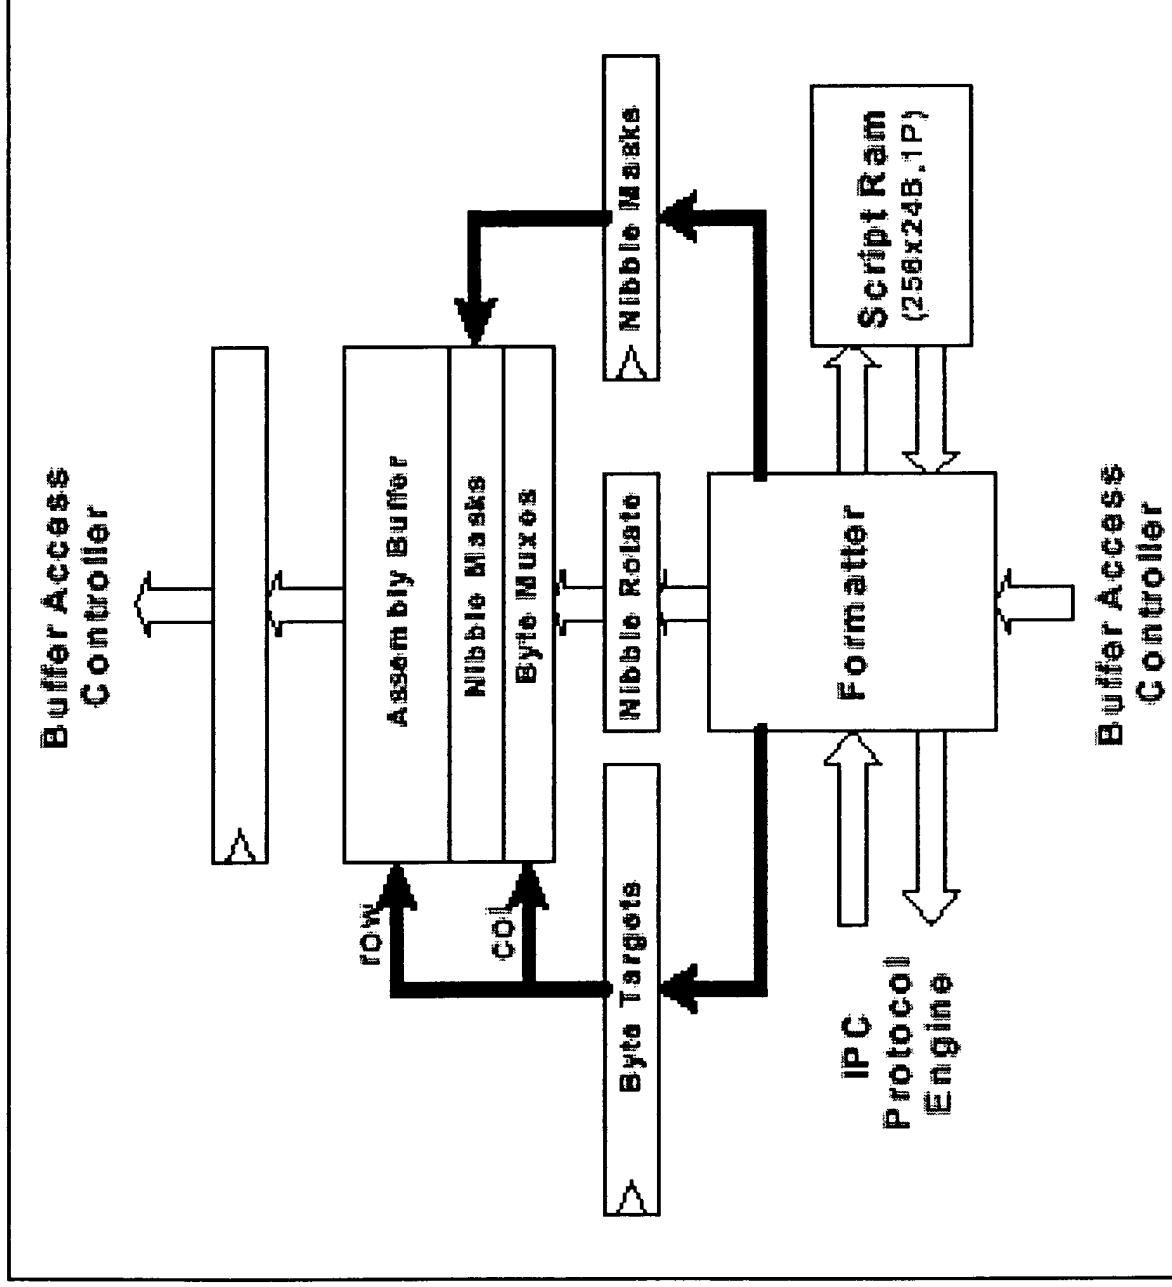 Buffer Access
Controller
Assembly Buffer
Nibble Masks
Byte Muxes
row
col
Byte Targets
Nibble Rotate
Nibble Masks
Formatter
Script Ram
(256x24B,1P)
IPC
Protocol
Engine
Buffer Access
Controller